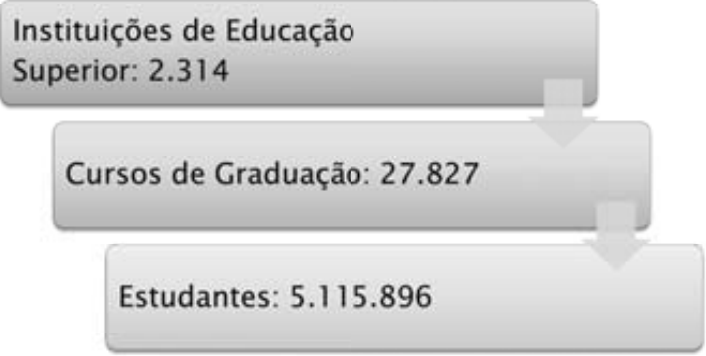 Instituições de Educação
Superior: 2.314
Cursos de Graduação: 27.827
Estudantes: 5.115.896